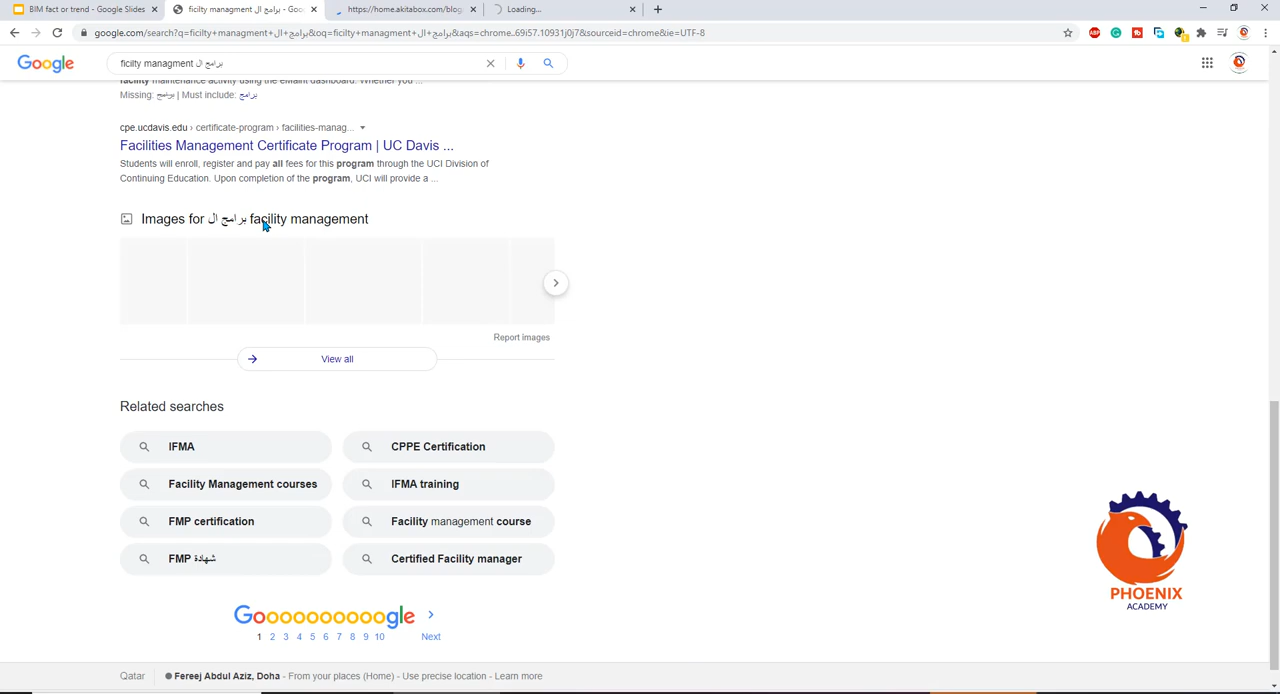 BIM fact or trend - Google Slides
ficilty managment برامج ال - Goo
https://home.akitabox.com/blog
Loading...
google.com/search?q=ficilty+managment+برامج+ال&oq=ficilty+managment+برامج+ال&aqs=chrome..69i57.10931j0j7&sourceid=chrome&ie=UTF-8
Google
ficilty managment برامج ال
facility maintenance activity using the eMaint dashboard. Whether you ...
Missing: برنامج | Must include: برامج
cpe.ucdavis.edu › certificate-program › facilities-manag...
Facilities Management Certificate Program | UC Davis ...
Students will enroll, register and pay all fees for this program through the UCI Division of
Continuing Education. Upon completion of the program, UCI will provide a ...
Images for برامج ال facility management
Report images
View all
Related searches
IFMA
CPPE Certification
Facility Management courses
IFMA training
FMP certification
Facility management course
FMP شهادة
Certified Facility manager
Goooooooooogle
1 2 3 4 5 6 7 8 9 10 Next
Qatar
Fereej Abdul Aziz, Doha - From your places (Home) - Use precise location - Learn more
PHOENIX
ACADEMY